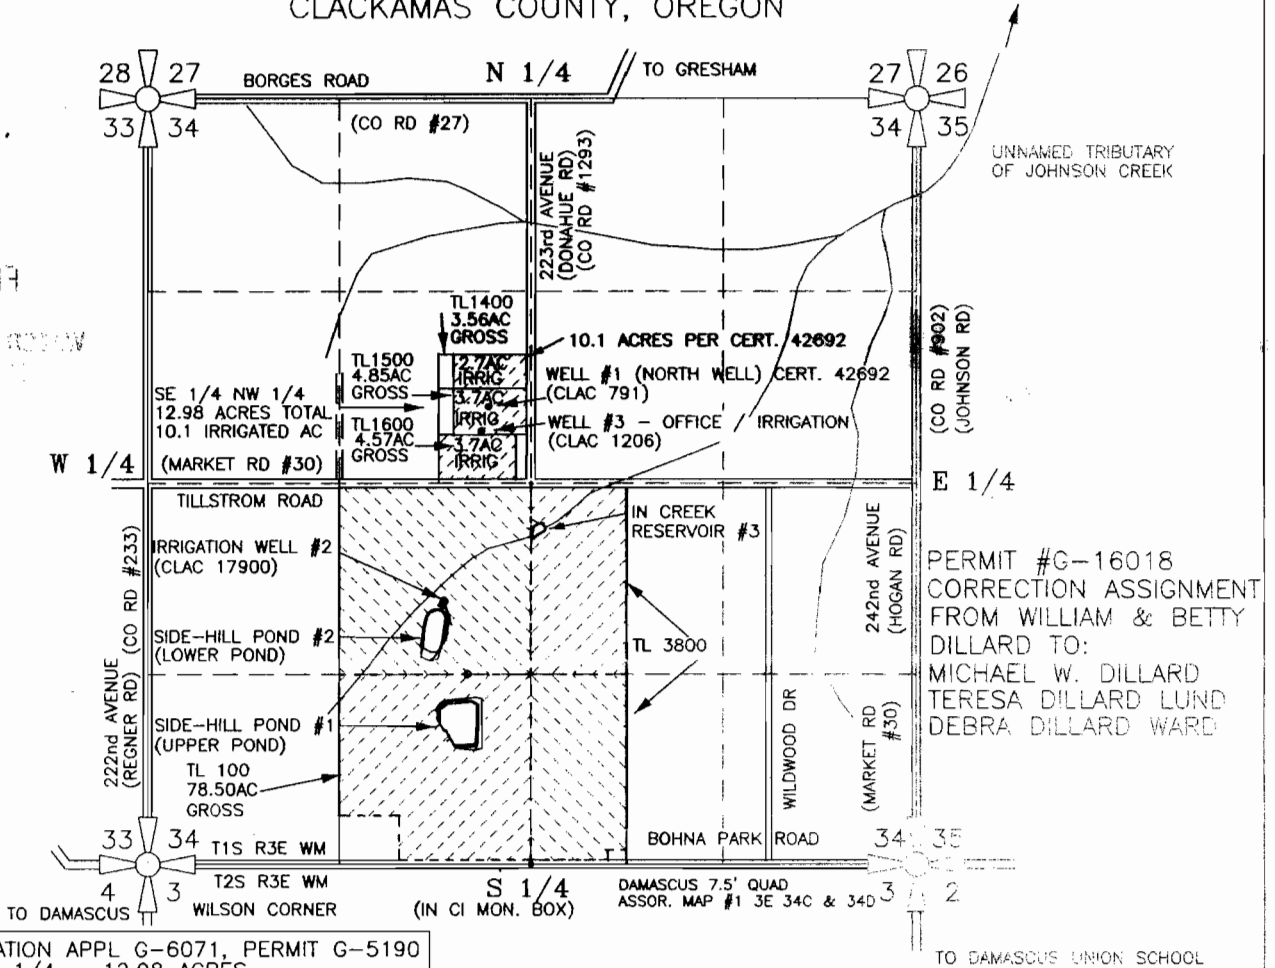 CLACKAMAS COUNTY, OREGON
28 27
33 34
BORGES ROAD
N 1/4
TO GRESHAM
27 26
34 35
(CO RD #27)
223rd AVENUE
(DONAHUE RD)
(CO RD #1293)
UNNAMED TRIBUTARY
OF JOHNSON CREEK
TL1400
3.56AC
GROSS
10.1 ACRES PER CERT. 42692
2.7AC
IRRIG
WELL #1 (NORTH WELL) CERT. 42692
(CLAC 791)
TL1500
4.85AC
GROSS
3.7AC
IRRIG
SE 1/4 NW 1/4
12.98 ACRES TOTAL
10.1 IRRIGATED AC
WELL #3 - OFFICE / IRRIGATION
(CLAC 1206)
TL1600
4.57AC
GROSS
3.7AC
IRRIG
(CO RD #902)
(JOHNSON RD)
W 1/4
(MARKET RD #30)
E 1/4
TILLSTROM ROAD
IN CREEK
RESERVOIR #3
IRRIGATION WELL #2
(CLAC 17900)
SIDE-HILL POND #2
(LOWER POND)
TL 3800
242nd AVENUE
(HOGAN RD)
PERMIT #G-16018
CORRECTION ASSIGNMENT
FROM WILLIAM & BETTY
DILLARD TO:
MICHAEL W. DILLARD
TERESA DILLARD LUND
DEBRA DILLARD WARD
222nd AVENUE
(REGNER RD) (CO RD #233)
SIDE-HILL POND #1
(UPPER POND)
TL 100
78.50AC
GROSS
WILDWOOD DR
(MARKET RD
#30)
BOHNA PARK ROAD
33 34
4 3
T1S R3E WM
T2S R3E WM
S 1/4
(IN CI MON. BOX)
DAMASCUS 7.5' QUAD
ASSOR. MAP #1 3E 34C & 34D
34 35
3 2
TO DAMASCUS
WILSON CORNER
TO DAMASCUS UNION SCHOOL
ATION APPL G-6071, PERMIT G-5190
1/4 12.98 ACRES